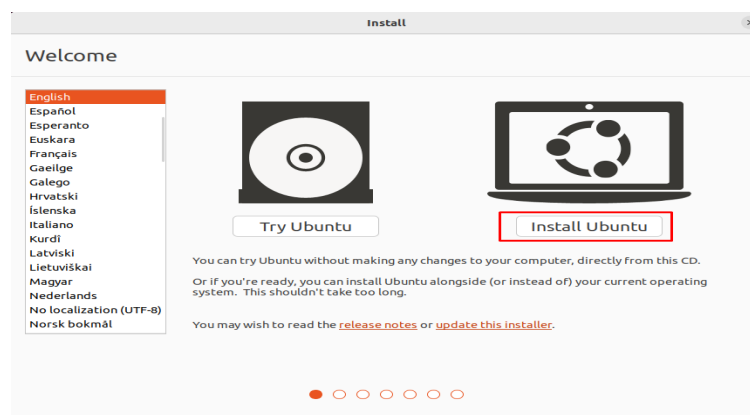 Install
Welcome
English
Español
Esperanto
Euskara
Français
Gaeilge
Galego
Hrvatski
Íslenska
Italiano
Kurdî
Latviski
Lietuviškai
Magyar
Nederlands
No localization (UTF-8)
Norsk bokmål
Try Ubuntu
Install Ubuntu
You can try Ubuntu without making any changes to your computer, directly from this CD.
Or if you're ready, you can install Ubuntu alongside (or instead of) your current operating
system. This shouldn't take too long.
You may wish to read the release notes or update this installer.